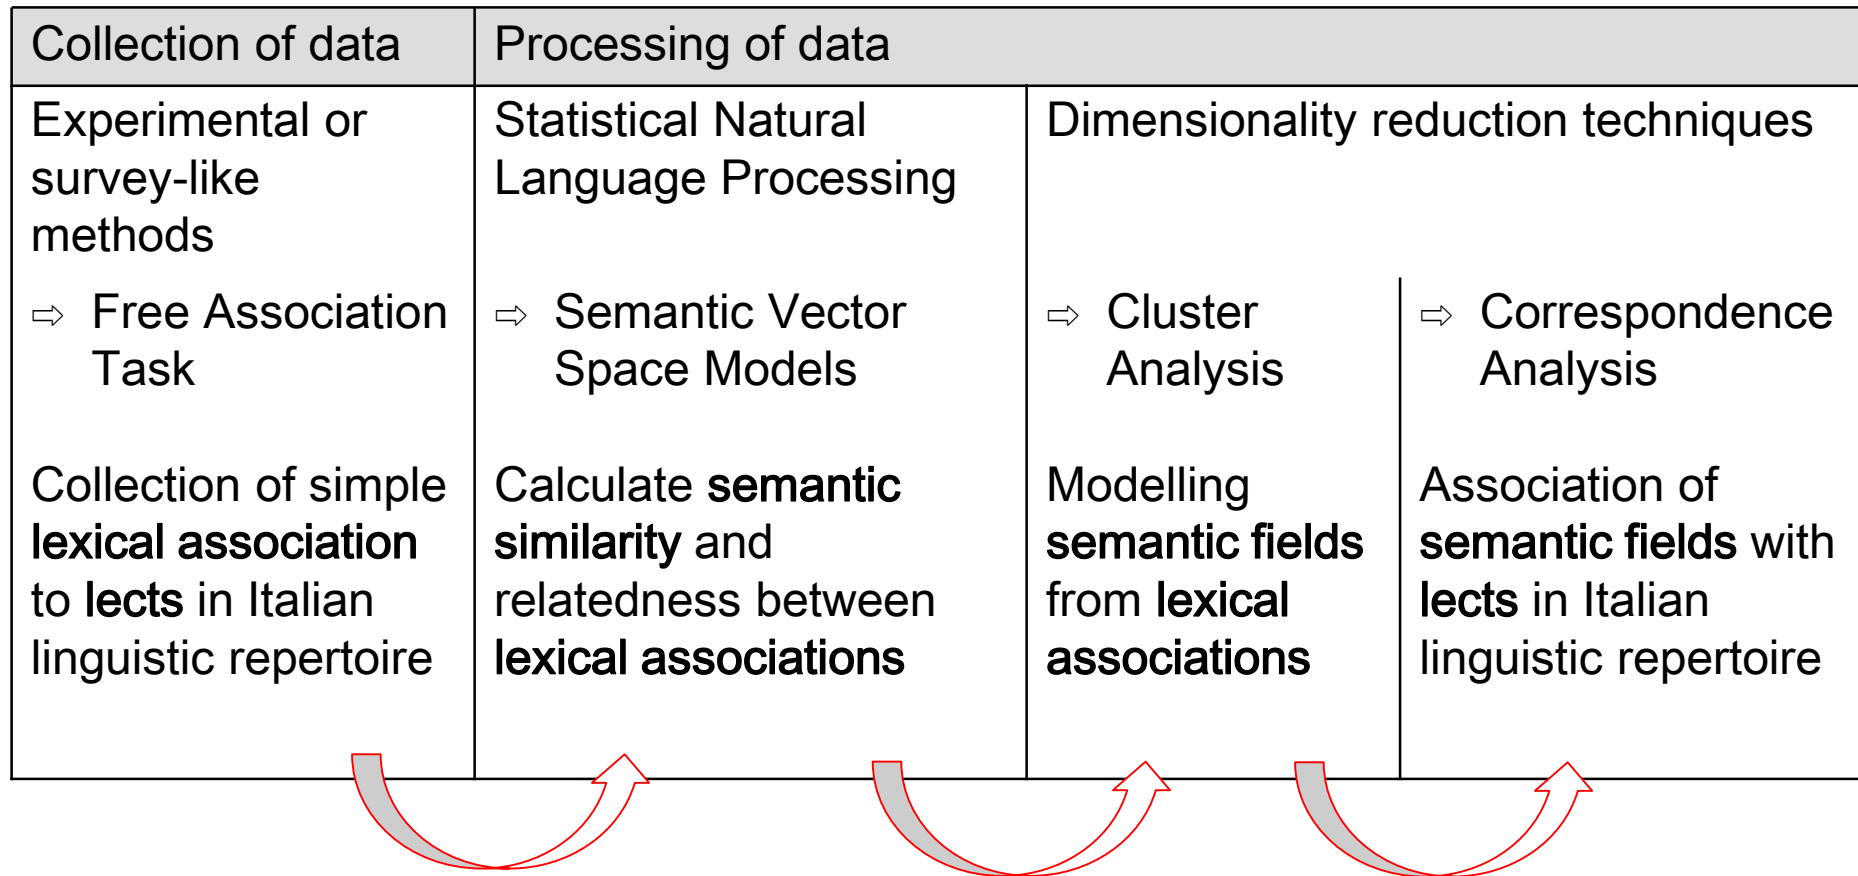 Collection of data
Processing of data
Experimental or
survey-like
methods
⇨ Free Association
Task
Collection of simple
lexical association
to lects in Italian
linguistic repertoire
Statistical Natural
Language Processing
⇨ Semantic Vector
Space Models
Calculate semantic
similarity and
relatedness between
lexical associations
Dimensionality reduction techniques
⇨ Cluster
Analysis
Modelling
semantic fields
from lexical
associations
⇨ Correspondence
Analysis
Association of
semantic fields with
lects in Italian
linguistic repertoire